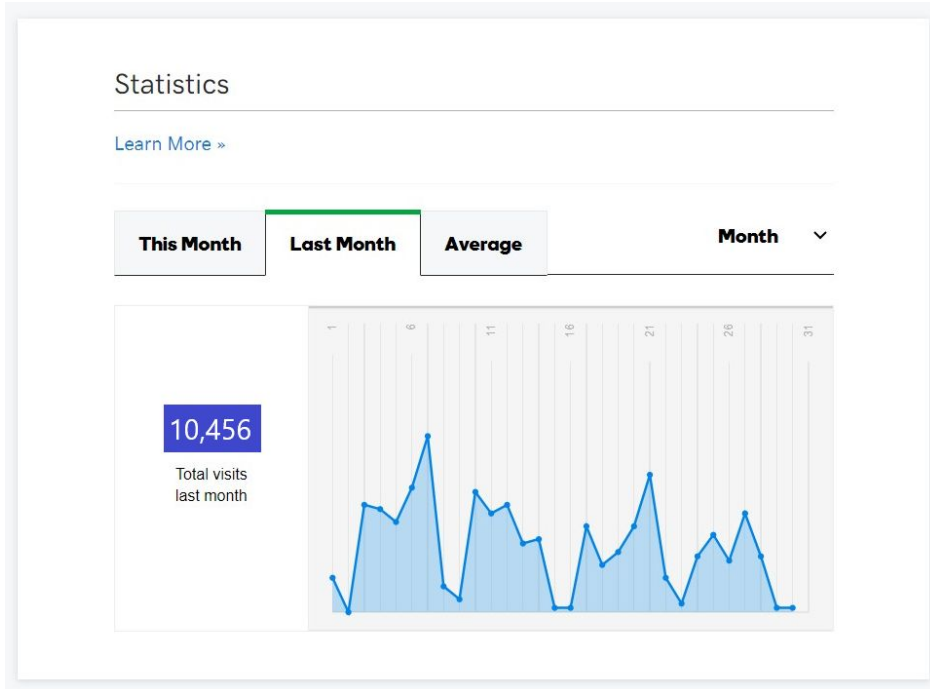 Statistics
Learn More »
This Month Last Month Average Month
1 6 11 16 21 26 31
10,456
Total visits
last month